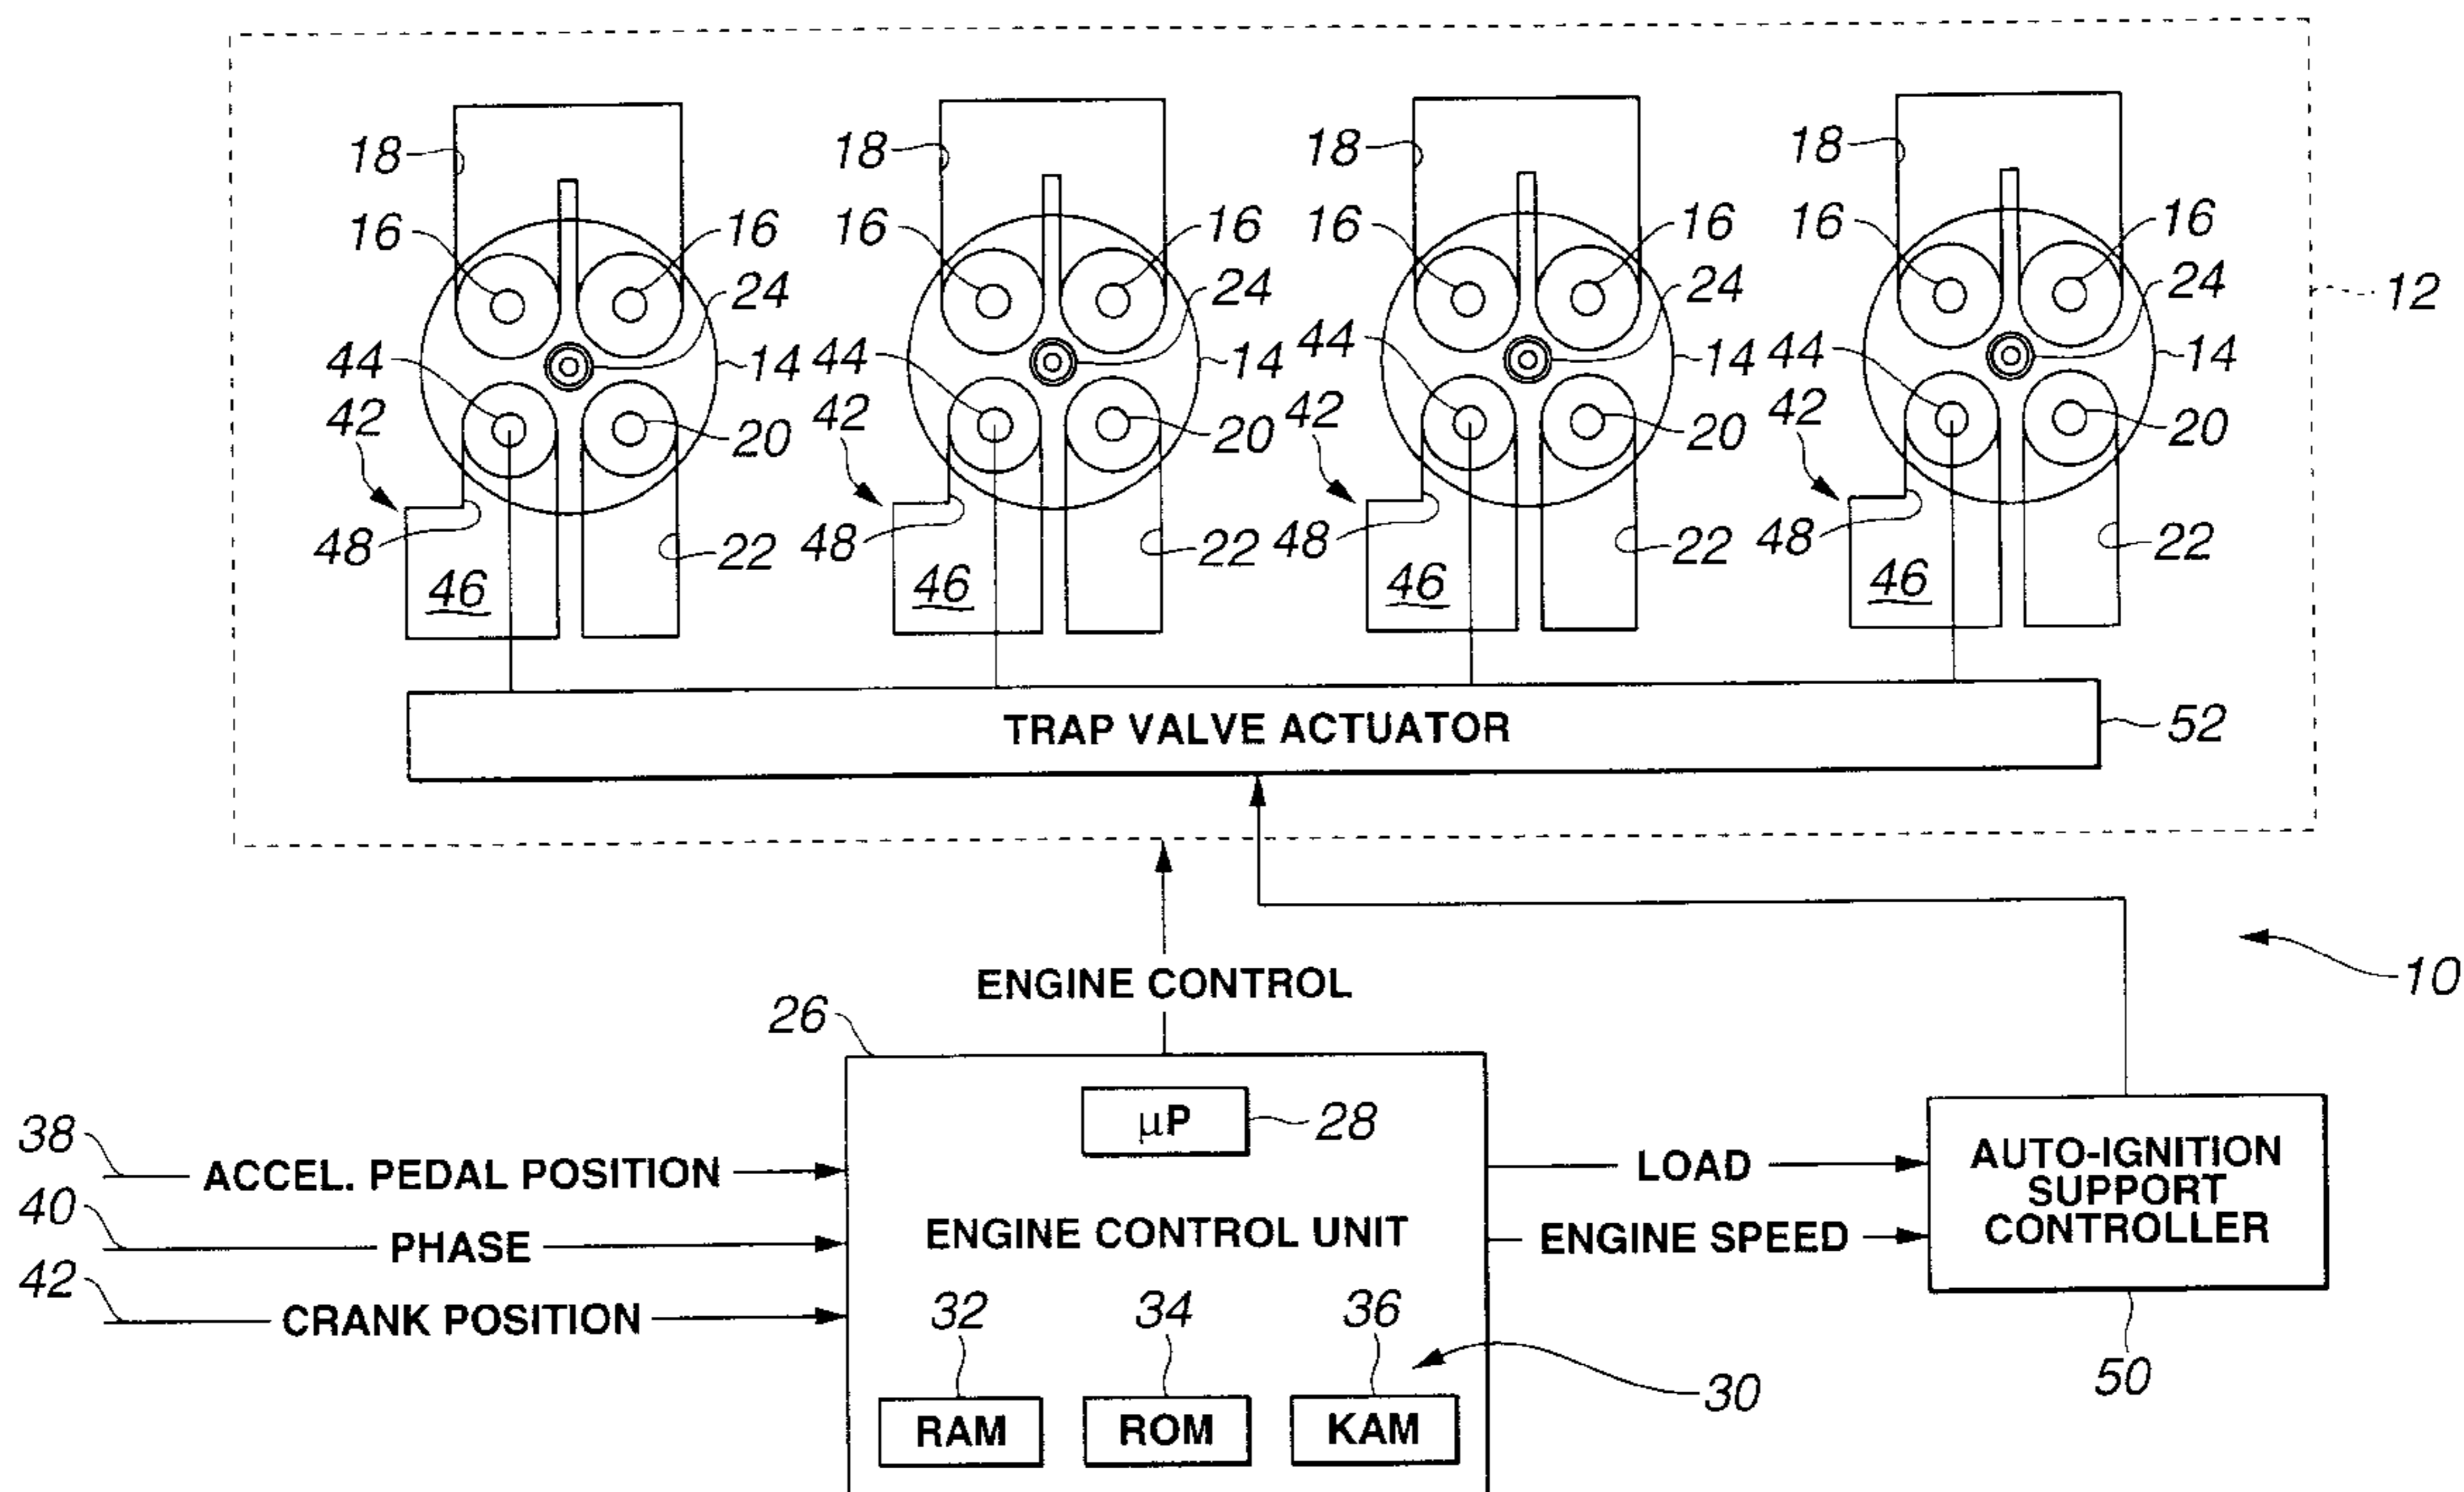 18 18 18 18
16 16 16 16 16 16 16 16
24 24 24 24 12
44 14 44 14 44 14 44 14
42 20 42 20 42 20 42 20
48 22 48 22 48 22 48 22
46 46 46 46
TRAP VALVE ACTUATOR 52
ENGINE CONTROL 10
26
μP 28
38 ACCEL. PEDAL POSITION
40 PHASE
42 CRANK POSITION
ENGINE CONTROL UNIT
LOAD
ENGINE SPEED
AUTO-IGNITION
SUPPORT
CONTROLLER
50
32 34 36
30
RAM ROM KAM